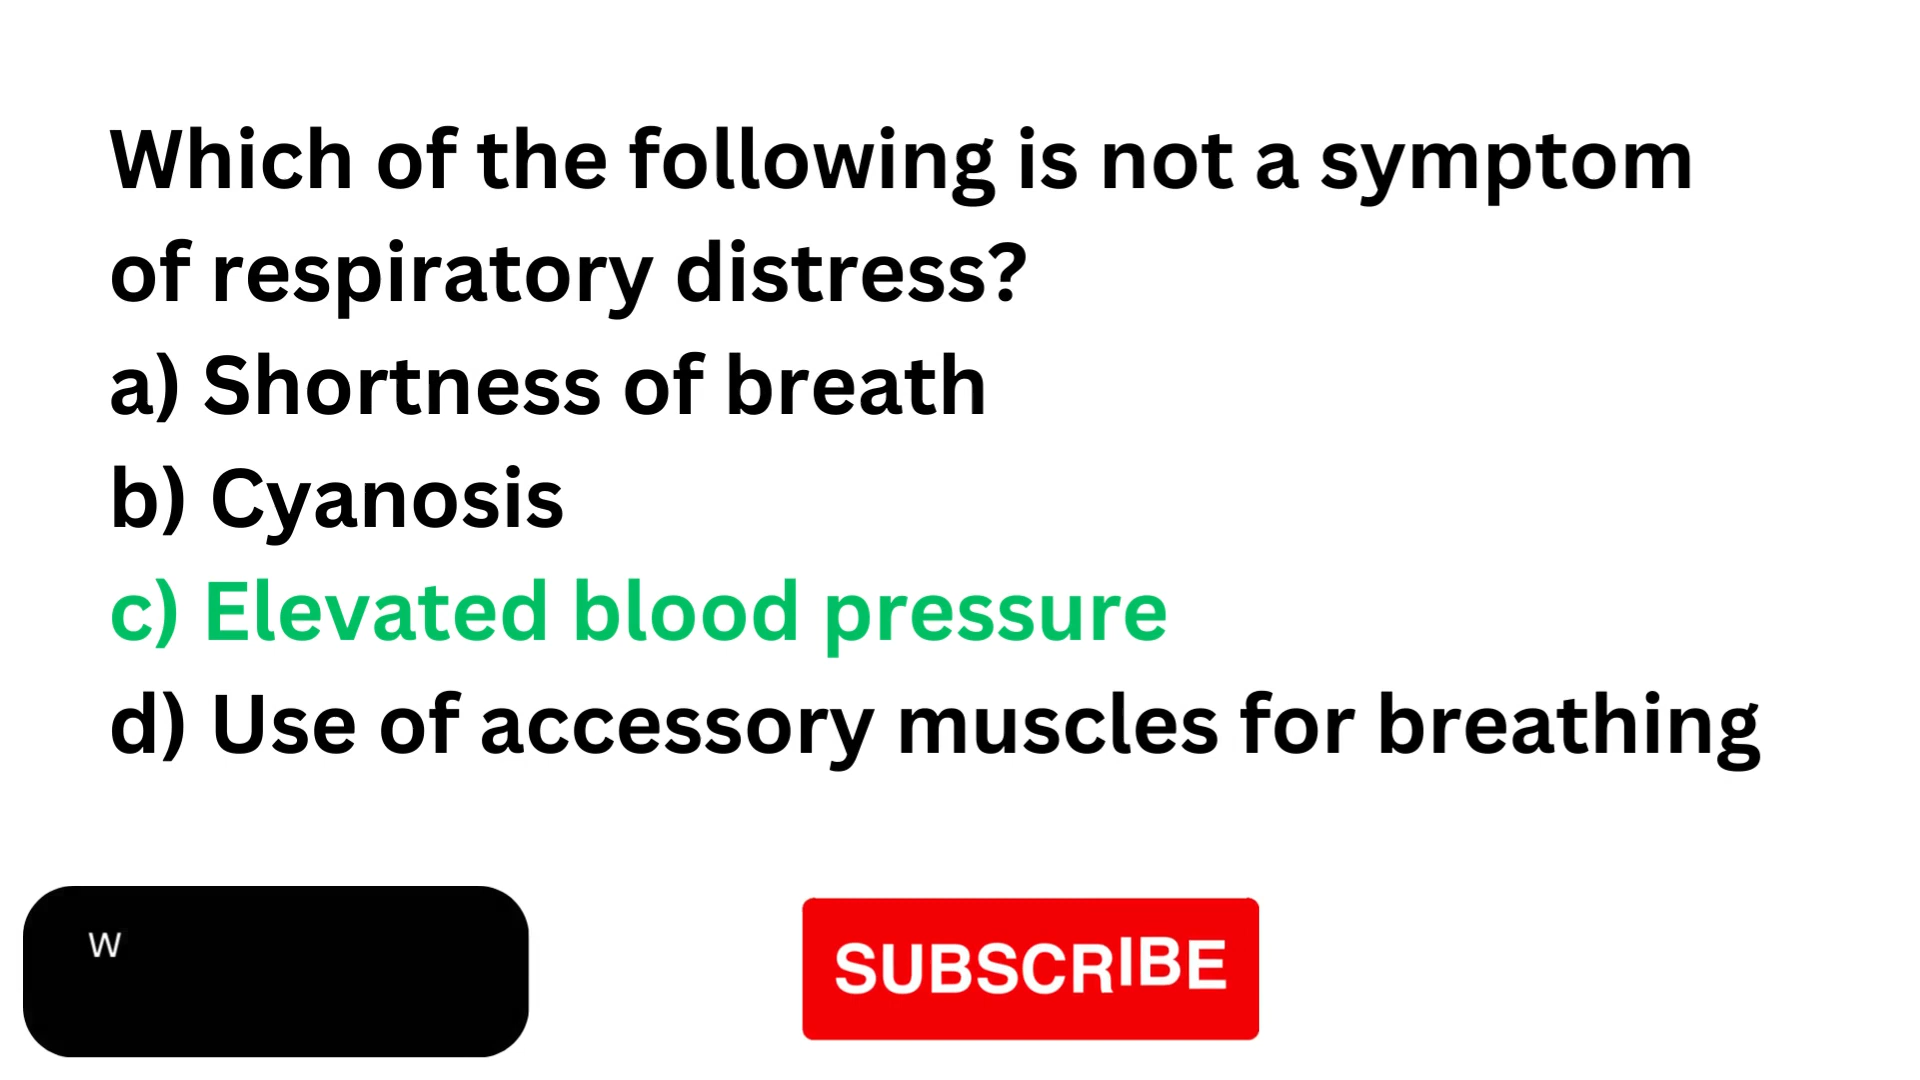 Which of the following is not a symptom
of respiratory distress?
a) Shortness of breath
b) Cyanosis
c) Elevated blood pressure
d) Use of accessory muscles for breathing
W
SUBSCRIBE